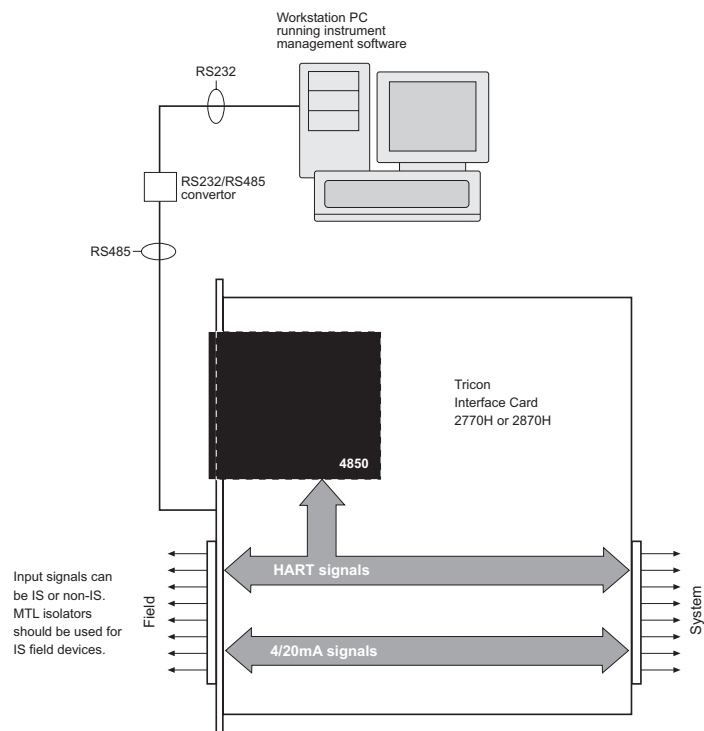 Workstation PC
running instrument
management software
RS232
RS232/RS485
convertor
RS485
Tricon
Interface Card
2770H or 2870H
4850
HART signals
Input signals can
be IS or non-IS.
MTL isolators
should be used for
IS field devices.
Field
System
4/20mA signals